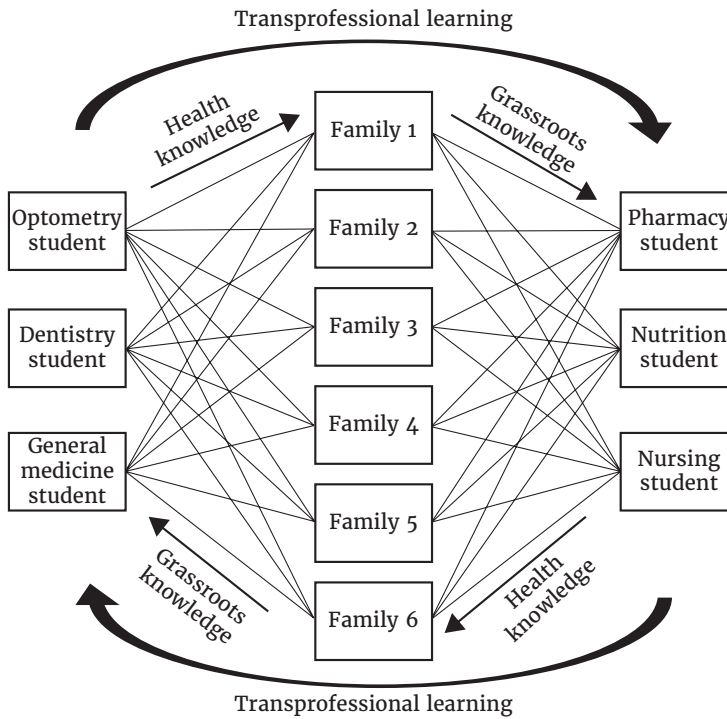 Transprofessional learning
Health
knowledge
Grassroots
knowledge
Family 1
Optometry
student
Family 2
Pharmacy
student
Dentistry
student
Family 3
Nutrition
student
General
medicine
student
Family 4
Nursing
student
Family 5
Grassroots
knowledge
Health
knowledge
Family 6
Transprofessional learning